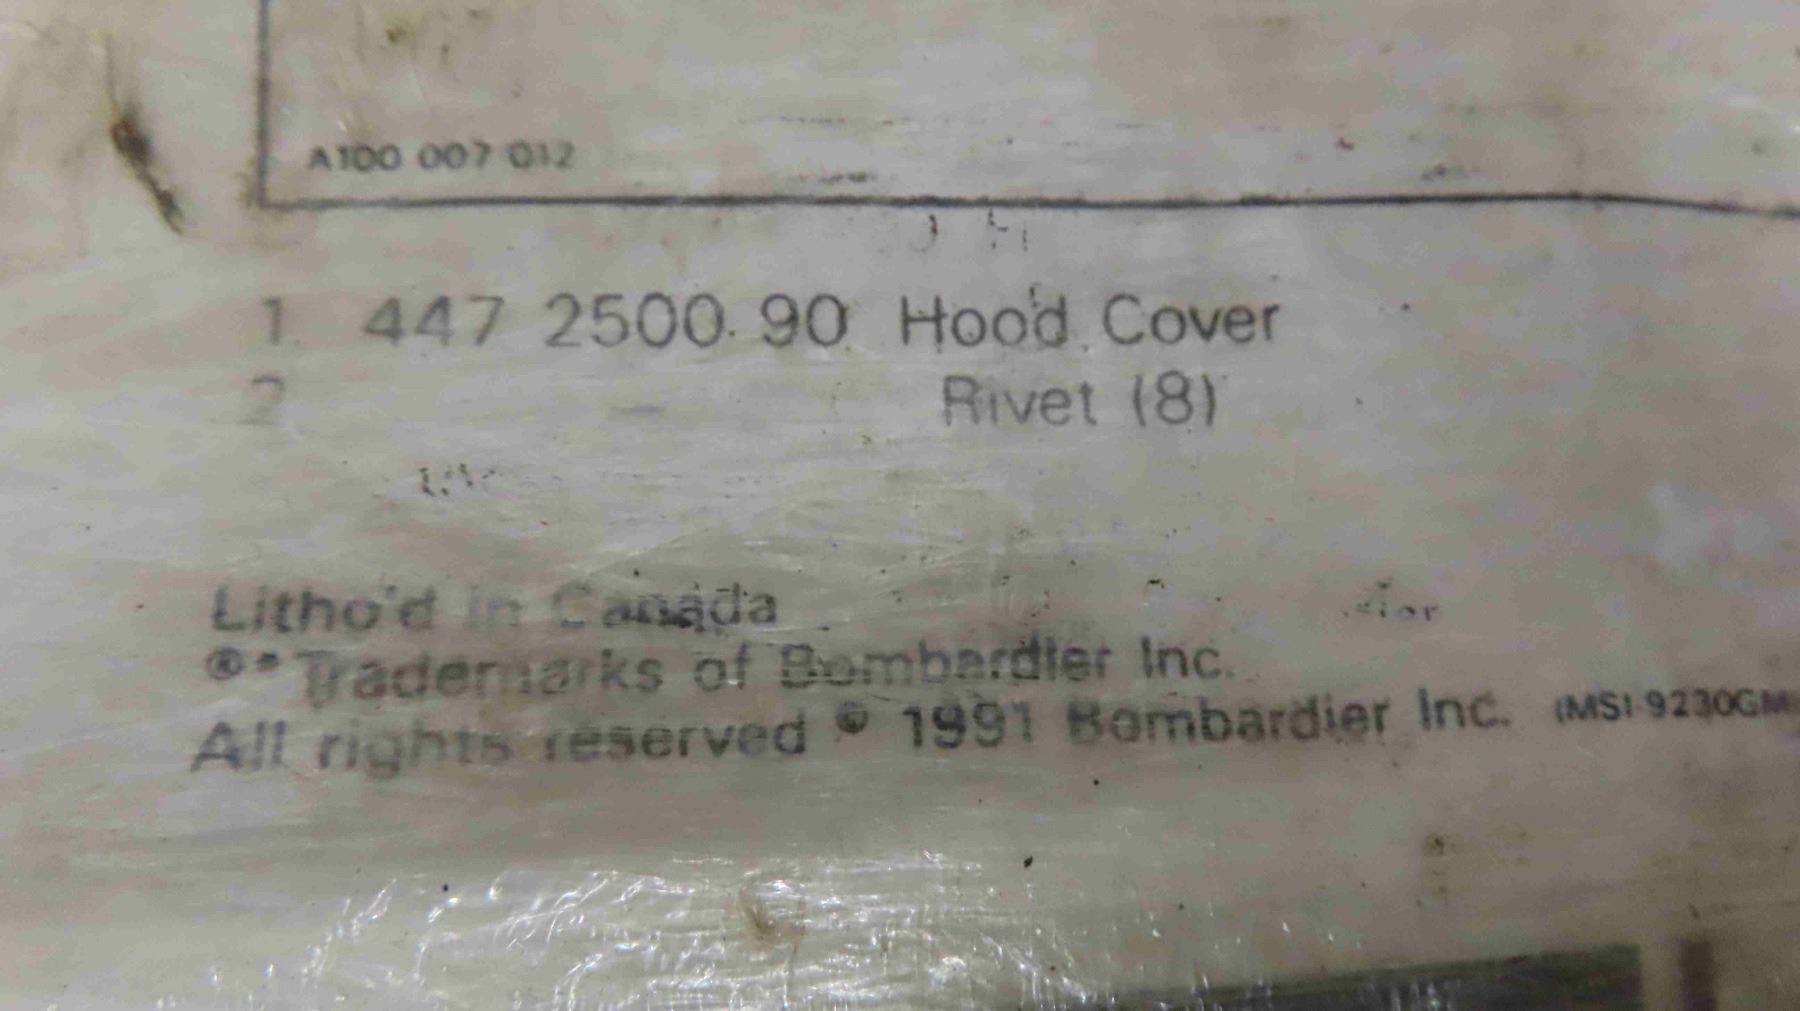 A100 007 012
1. 447 2500 90 Hood Cover
2 Rivet (8)
Litho'd in Canada
®* Trademarks of Bombardier Inc.
All rights reserved © 1991 Bombardier Inc. (MSI 9230GM